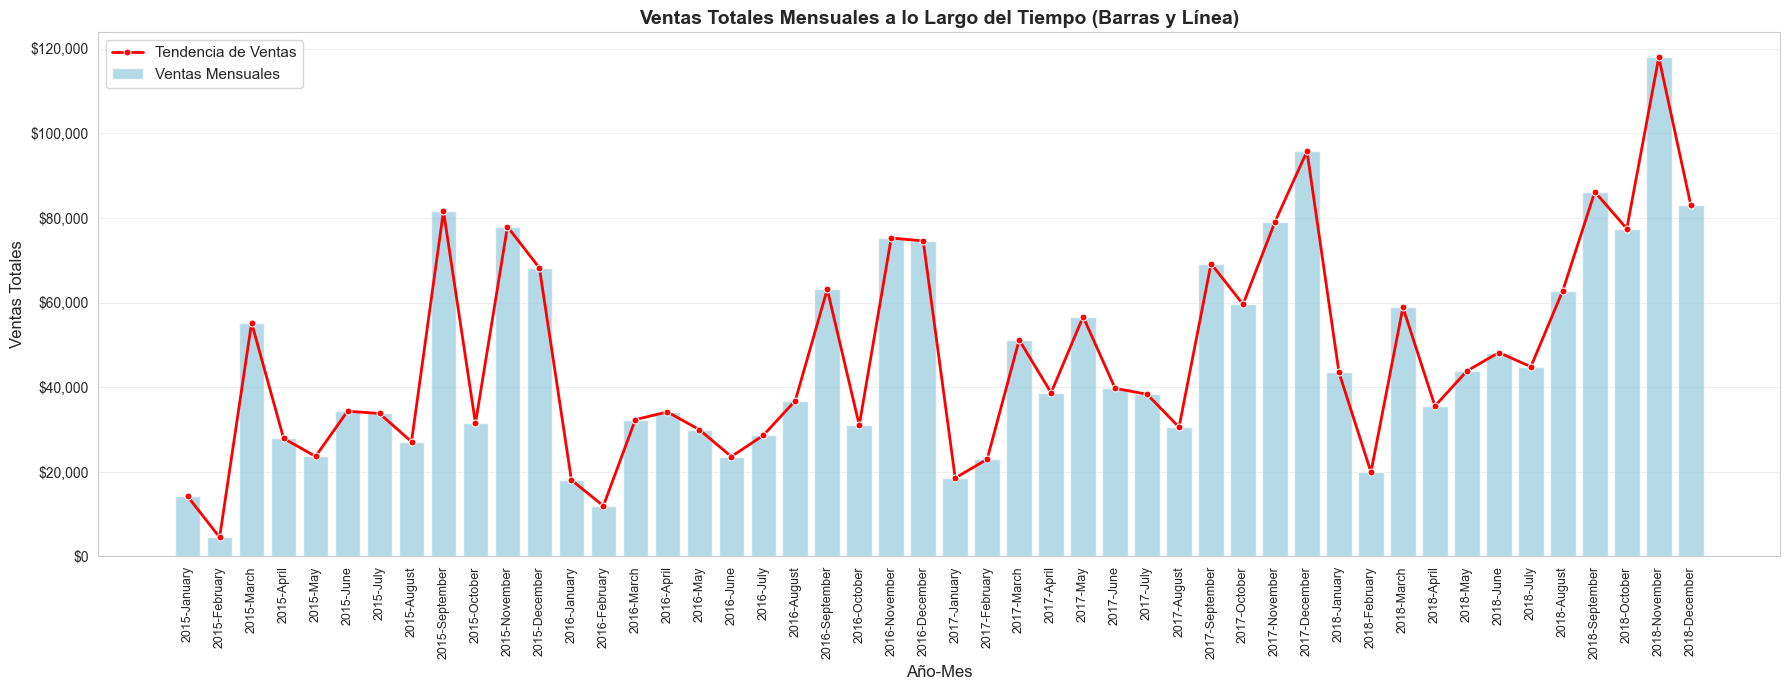 Ventas Totales Mensuales a lo Largo del Tiempo (Barras y Línea)
Tendencia de Ventas
Ventas Mensuales
Ventas Totales
$120,000
$100,000
$80,000
$60,000
$40,000
$20,000
$0
2015-January
2015-February
2015-March
2015-April
2015-May
2015-June
2015-July
2015-August
2015-September
2015-October
2015-November
2015-December
2016-January
2016-February
2016-March
2016-April
2016-May
2016-June
2016-July
2016-August
2016-September
2016-October
2016-November
2016-December
2017-January
2017-February
2017-March
2017-April
2017-May
2017-June
2017-July
2017-August
2017-September
2017-October
2017-November
2017-December
2018-January
2018-February
2018-March
2018-April
2018-May
2018-June
2018-July
2018-August
2018-September
2018-October
2018-November
2018-December
Año-Mes